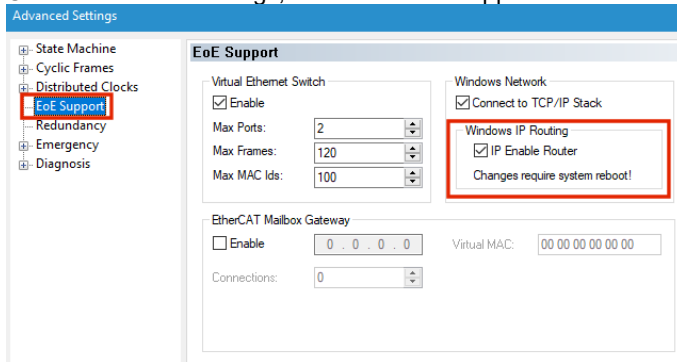 Advanced Settings
State Machine
Cyclic Frames
Distributed Clocks
EoE Support
Redundancy
Emergency
Diagnosis
EoE Support
Virtual Ethernet Switch
Enable
Max Ports: 2
Max Frames: 120
Max MAC Ids: 100
Windows Network
Connect to TCP/IP Stack
Windows IP Routing
IP Enable Router
Changes require system reboot!
EtherCAT Mailbox Gateway
Enable 0 . 0 . 0 . 0 Virtual MAC: 00 00 00 00 00 00
Connections: 0